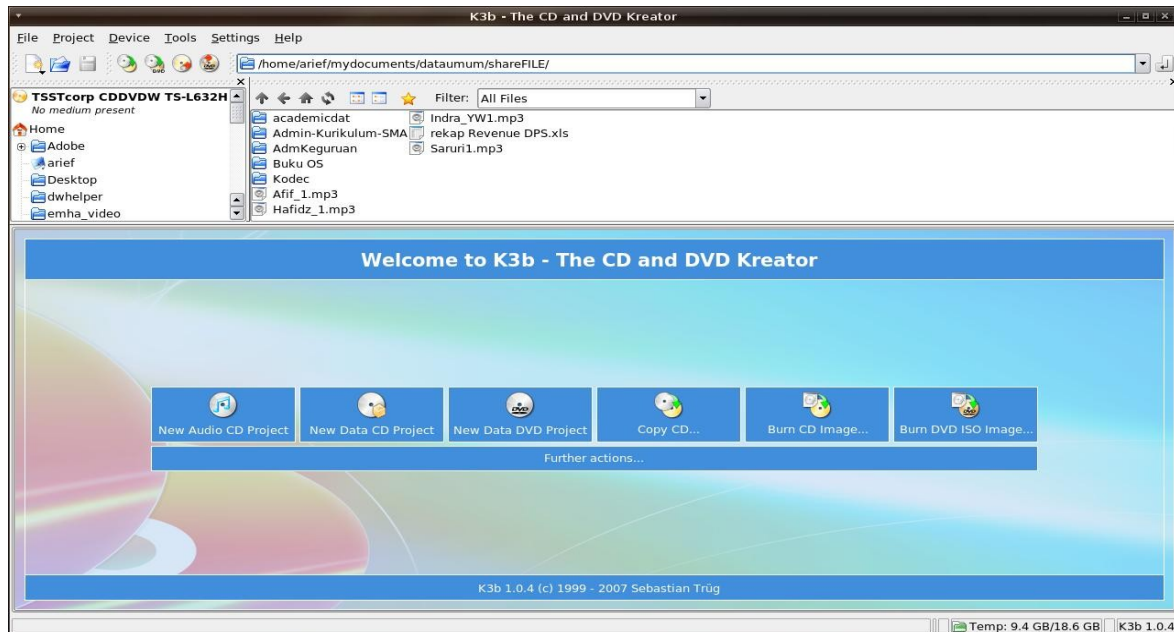 K3b - The CD and DVD Kreator
File Project Device Tools Settings Help
/home/arief/mydocuments/dataumum/shareFILE/
TSSTcorp CDDVDW TS-L632H
No medium present
Home
Adobe
arief
Desktop
dwhelper
emha_video
Filter: All Files
academicdat
Admin-Kurikulum-SMA
AdmKeguruan
Buku OS
Kodec
Afif_1.mp3
Hafidz_1.mp3
Indra_YW1.mp3
rekap Revenue DPS.xls
Saruri1.mp3
Welcome to K3b - The CD and DVD Kreator
New Audio CD Project
New Data CD Project
New Data DVD Project
Copy CD...
Burn CD Image...
Burn DVD ISO Image...
Further actions...
K3b 1.0.4 (c) 1999 - 2007 Sebastian Trüg
Temp: 9.4 GB/18.6 GB K3b 1.0.4